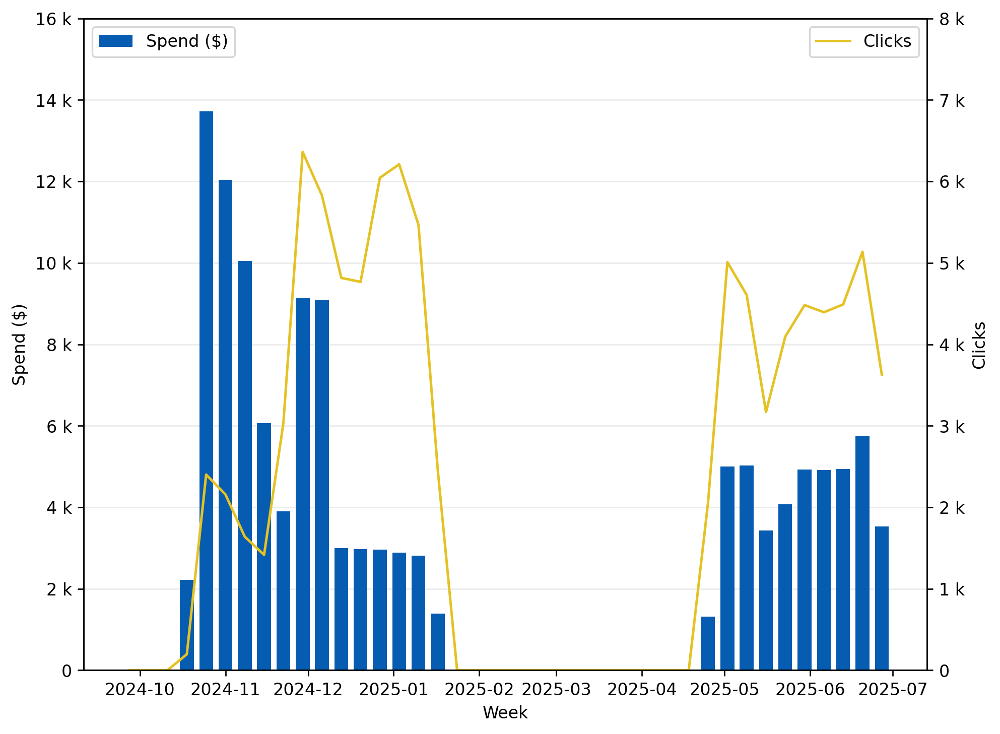 16 k
14 k
12 k
10 k
8 k
6 k
4 k
2 k
0
Spend ($)
Spend ($)
Clicks
8 k
7 k
6 k
5 k
4 k
3 k
2 k
1 k
0
Clicks
2024-10 2024-11 2024-12 2025-01 2025-02 2025-03 2025-04 2025-05 2025-06 2025-07
Week